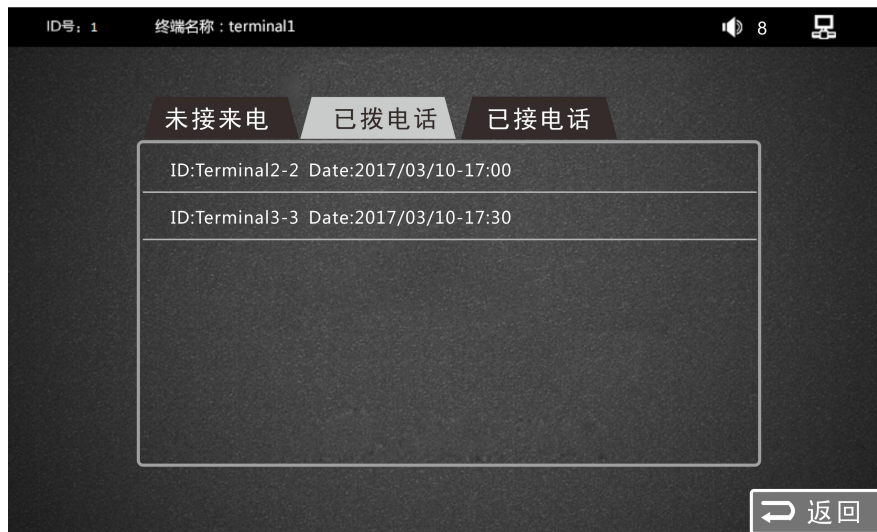 ID号：1 终端名称：terminal1 8
未接来电 已拨电话 已接电话
ID:Terminal2-2 Date:2017/03/10-17:00
ID:Terminal3-3 Date:2017/03/10-17:30
返回